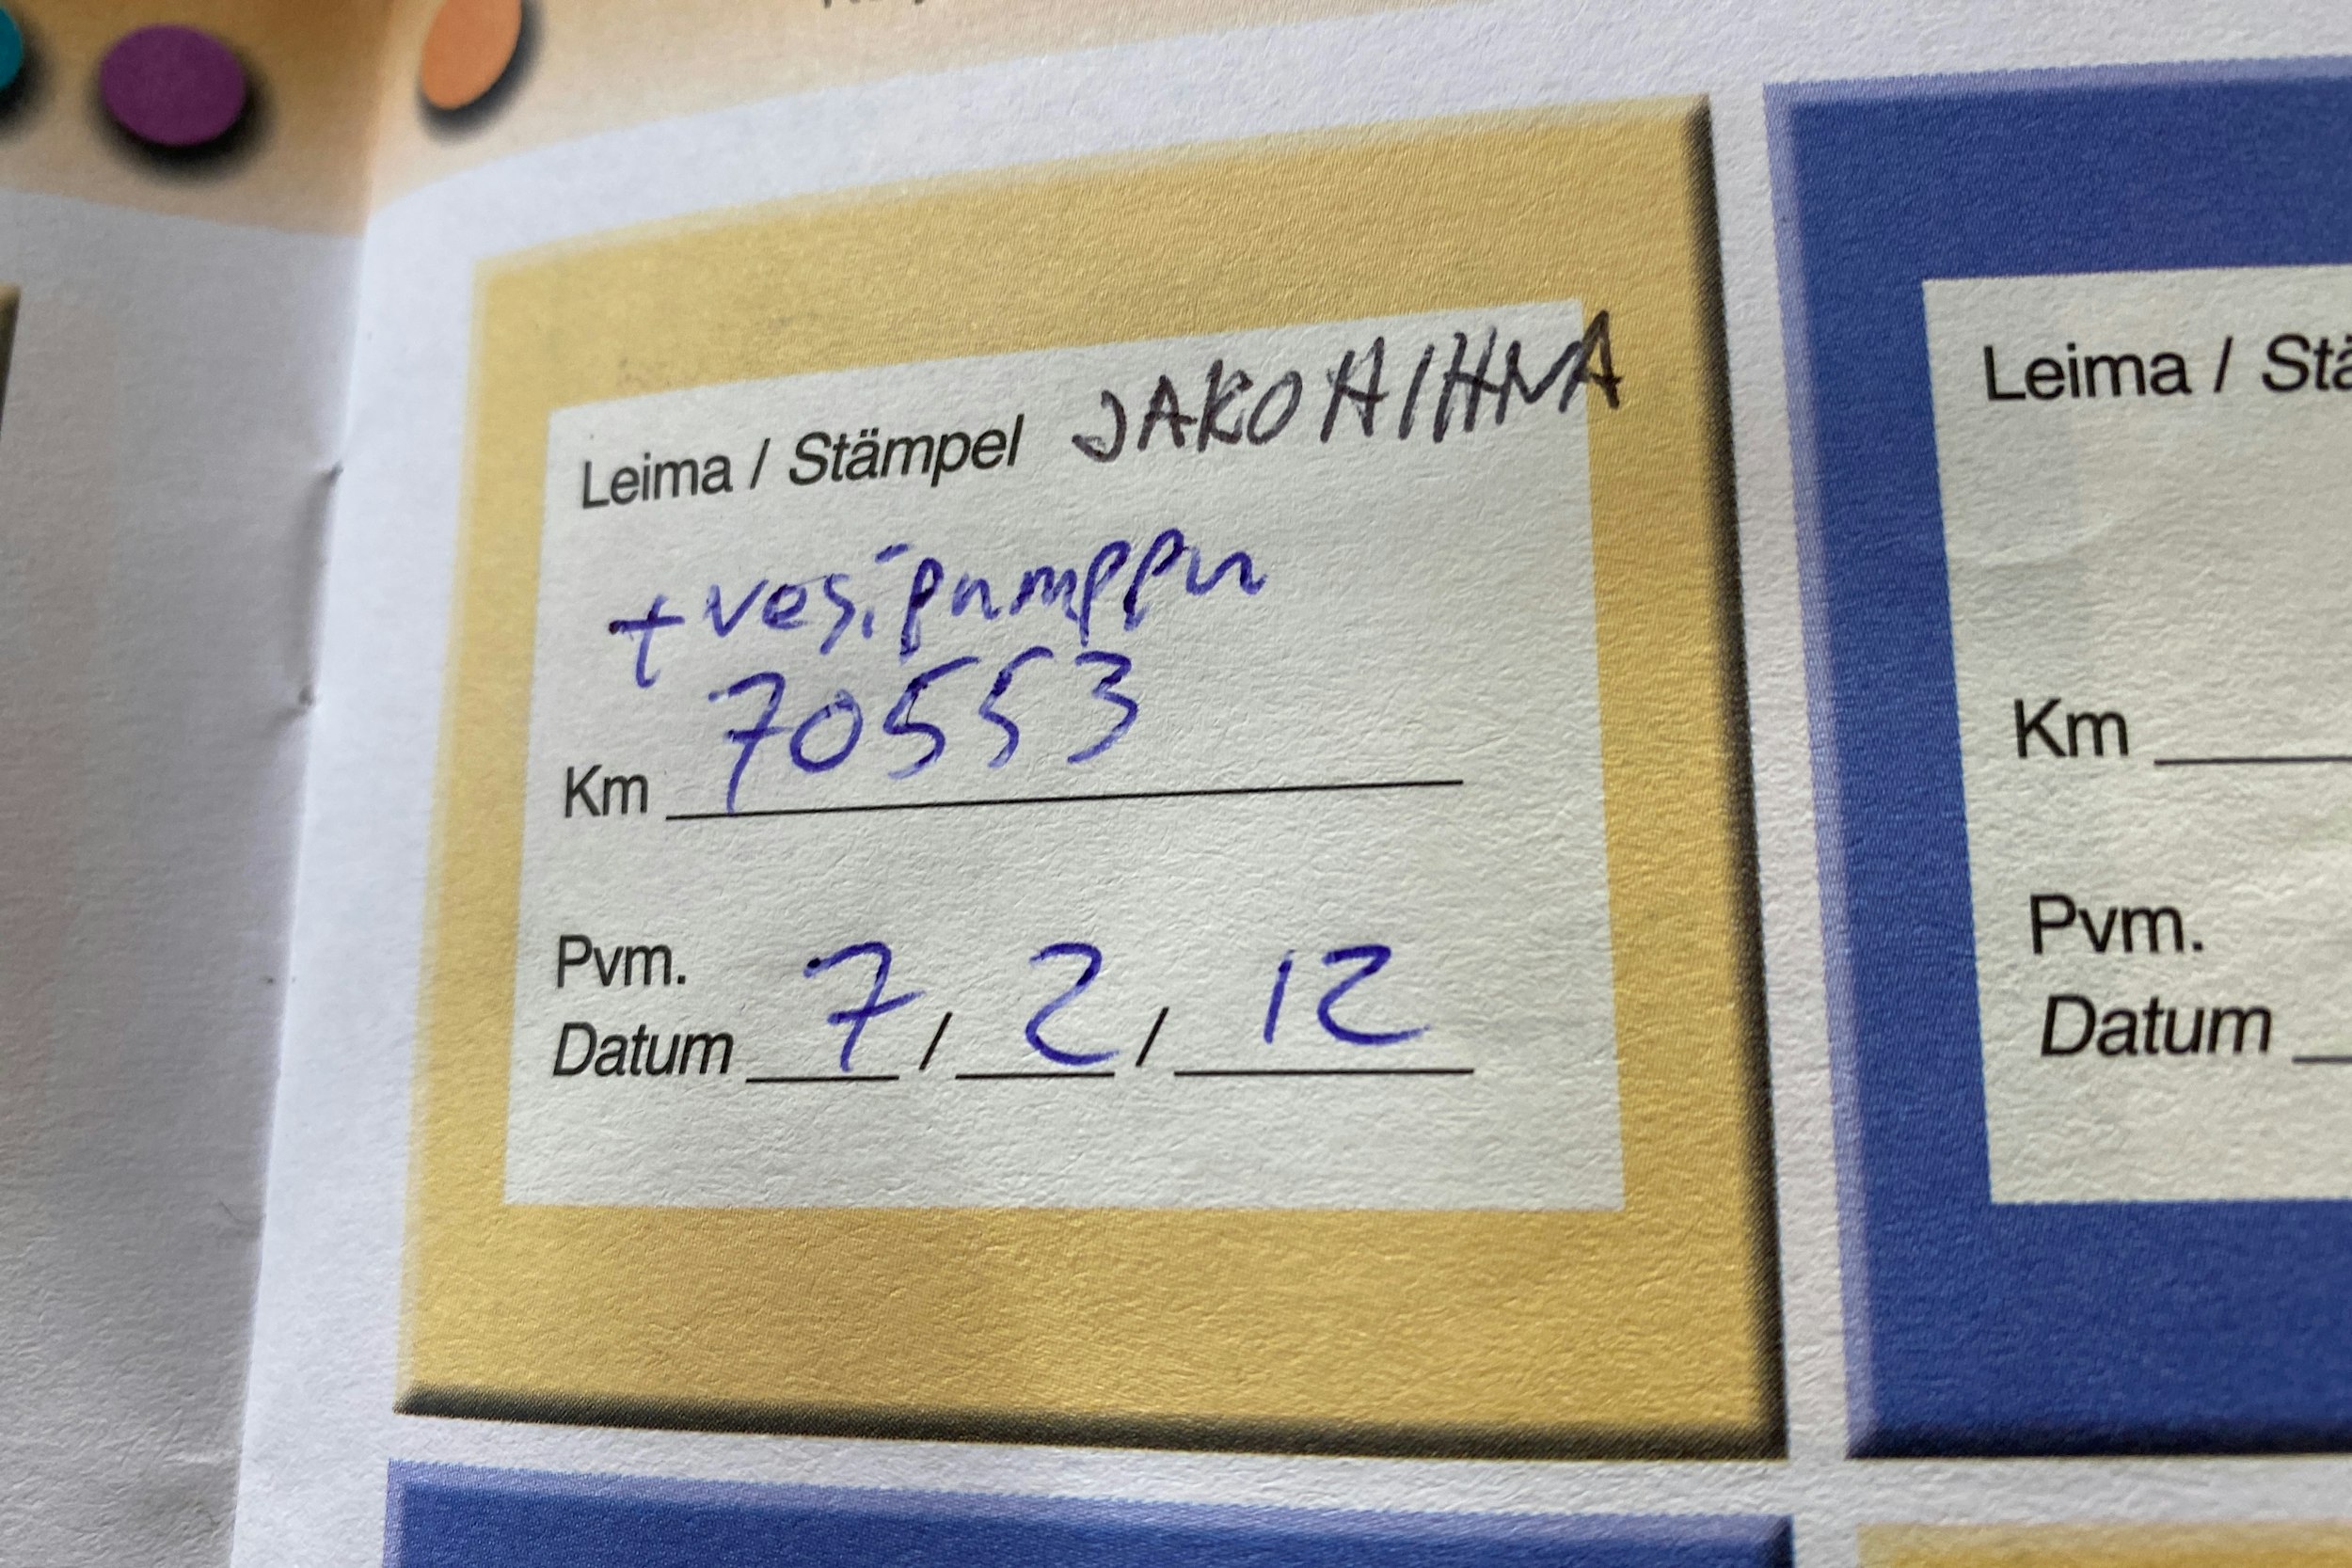 Leima / Stämpel JAKOHIHNA
+vesipumppu
70553
Km
Pvm.
Datum 7 / 2 / 12
Leima / Stä
Km
Pvm.
Datum